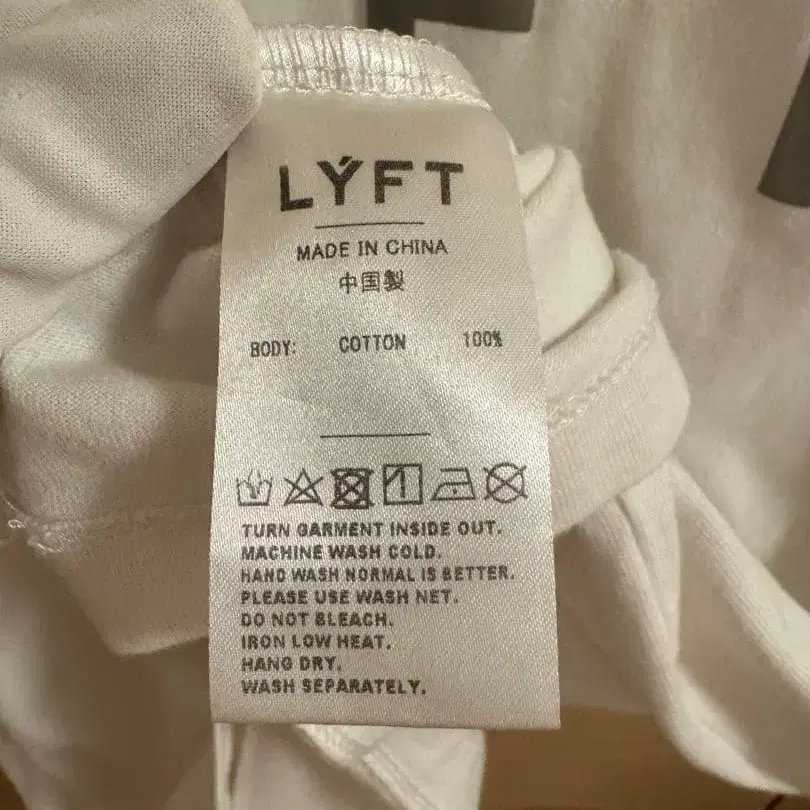 LÝFT
MADE IN CHINA
中国製
BODY: COTTON 100%
TURN GARMENT INSIDE OUT.
MACHINE WASH COLD.
HAND WASH NORMAL IS BETTER.
PLEASE USE WASH NET.
DO NOT BLEACH.
IRON LOW HEAT.
HANG DRY.
WASH SEPARATELY.